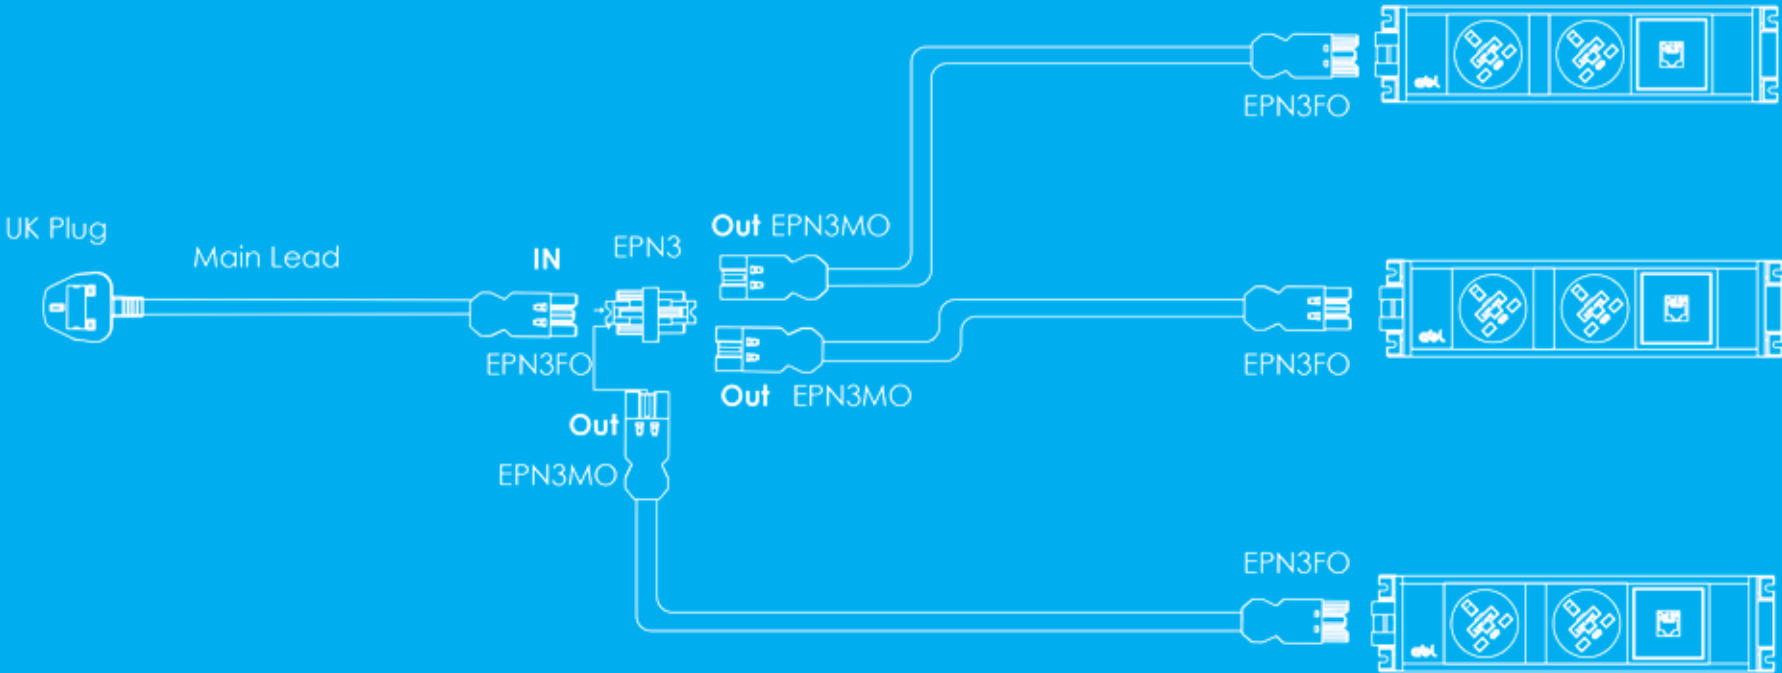 EPN3FO
UK Plug
Main Lead
IN
EPN3
Out EPN3MO
EPN3FO
Out EPN3MO
EPN3FO
Out
EPN3MO
EPN3FO